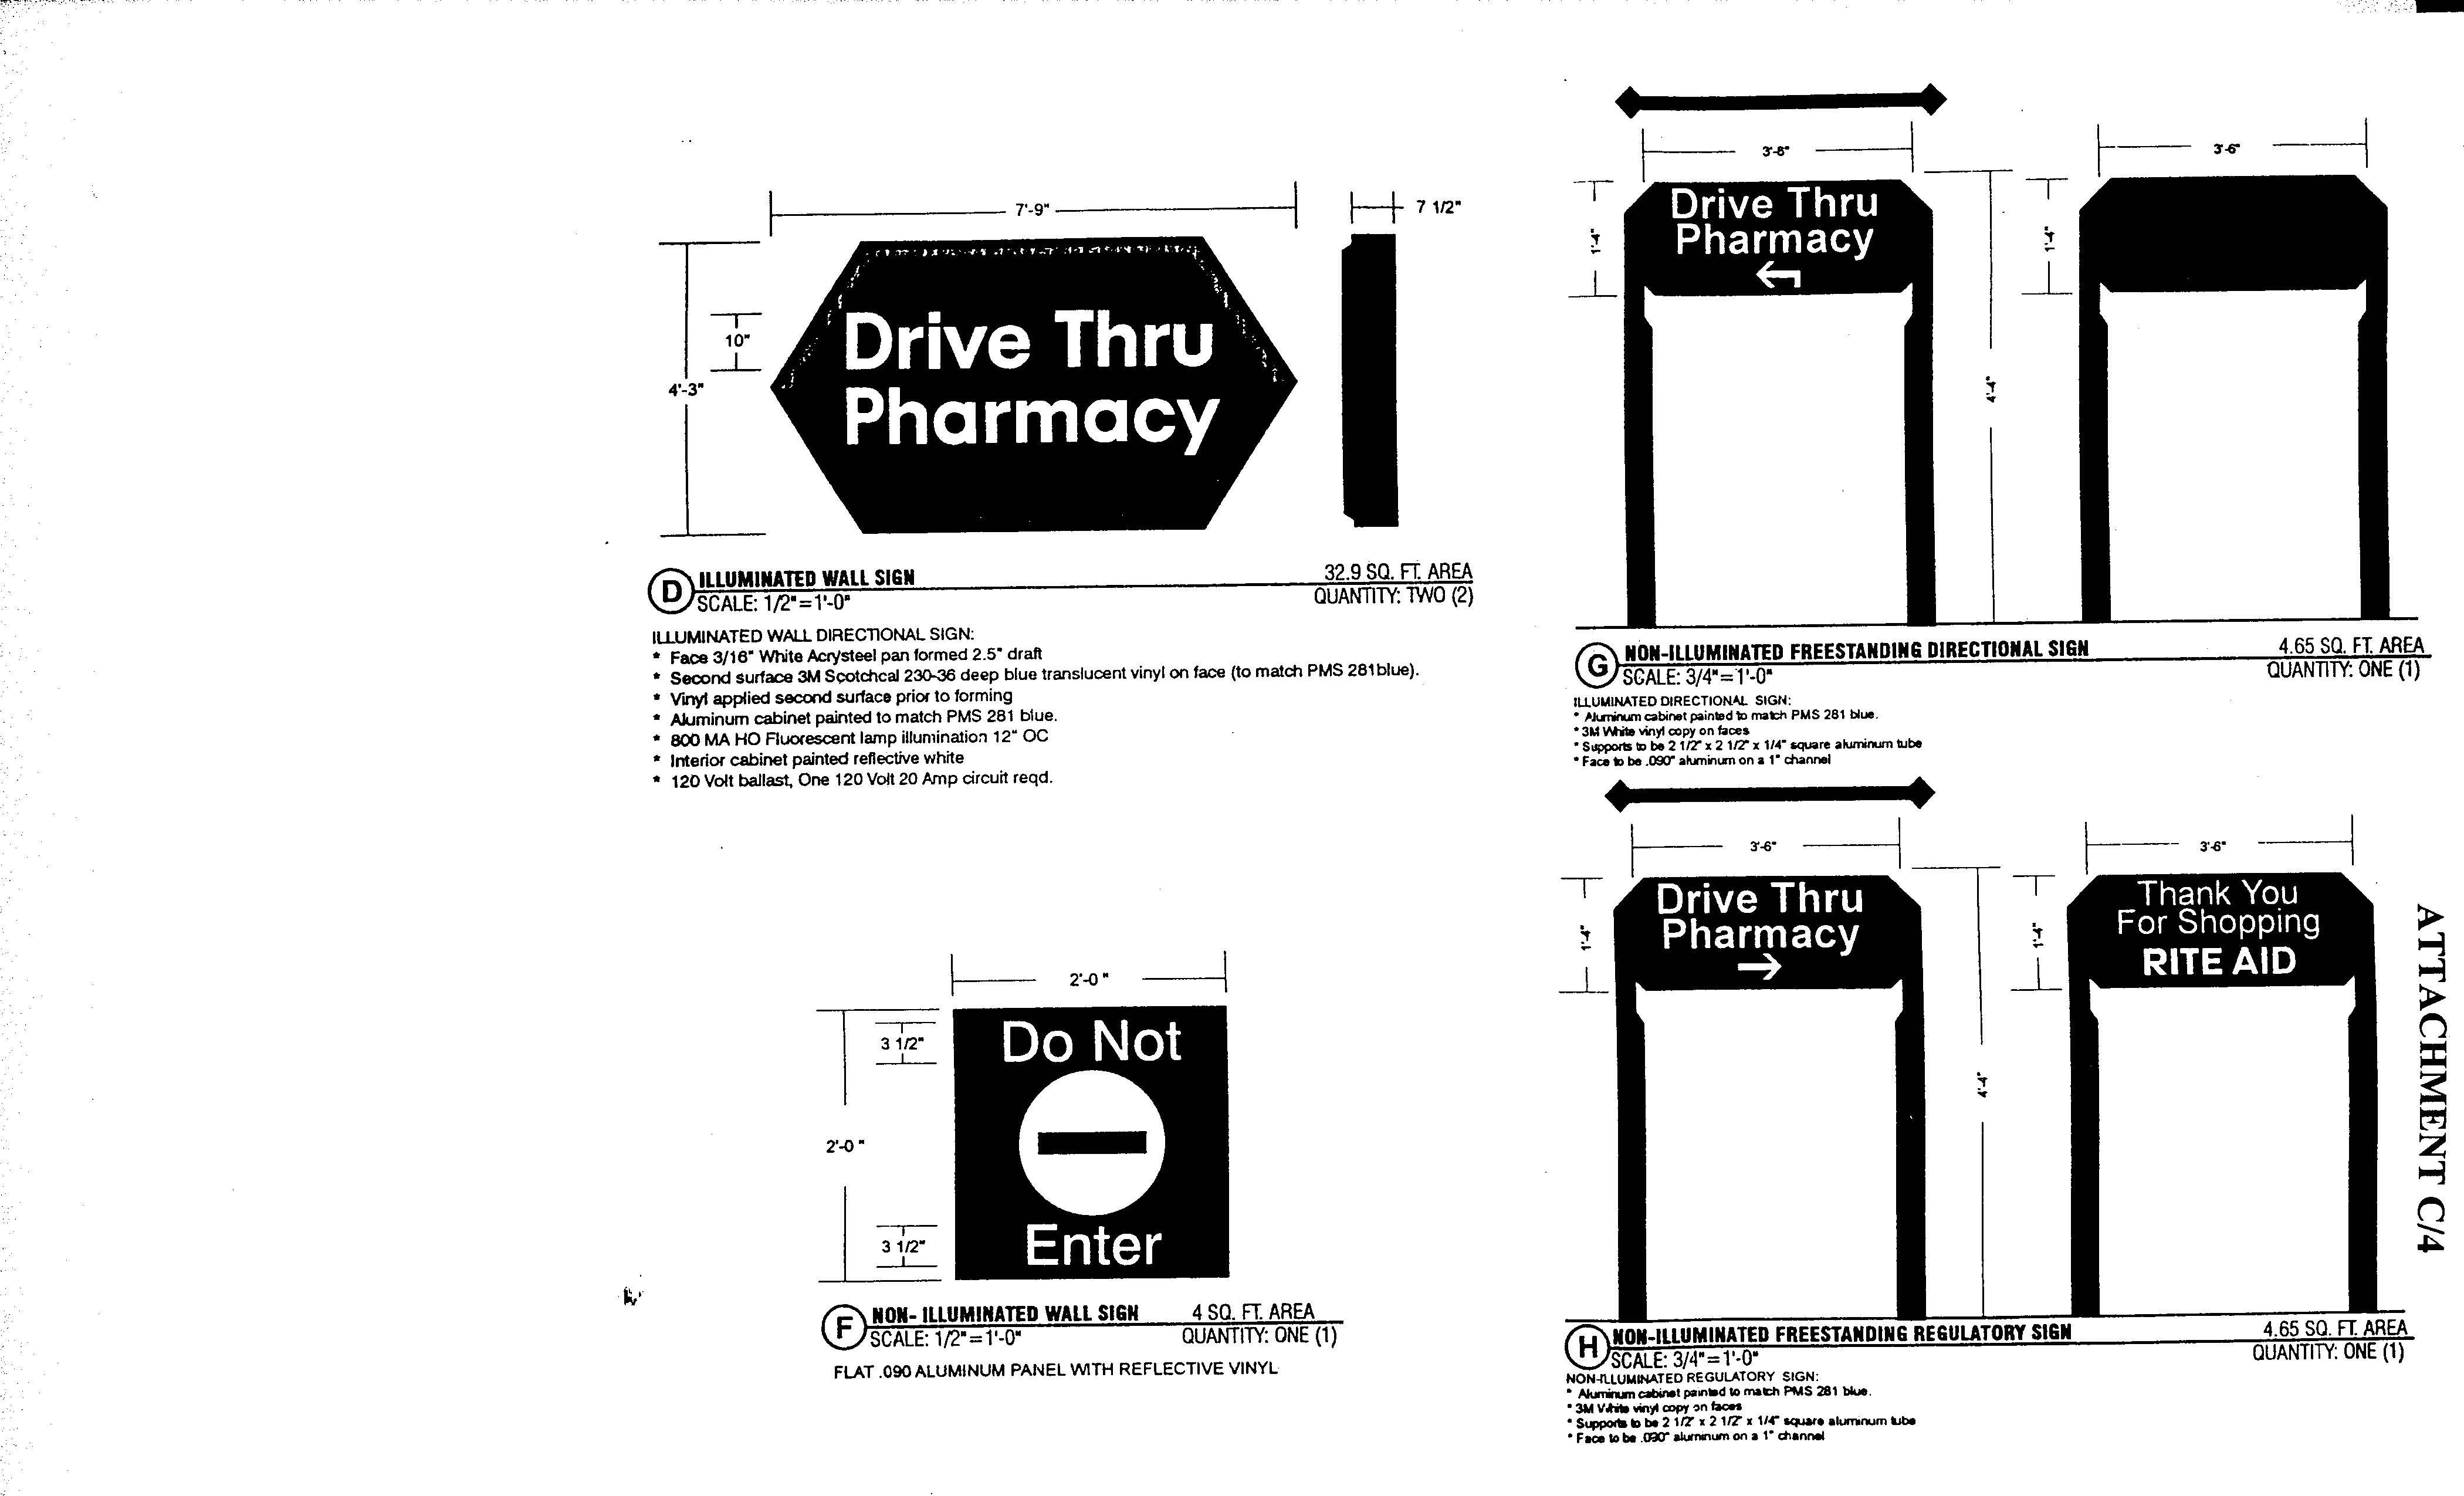 7'-9"
7 1/2"
4'-3"
10"
Drive Thru
Pharmacy
D
ILLUMINATED WALL SIGN
32.9 SQ. FT. AREA
SCALE: 1/2"=1'-0"
QUANTITY: TWO (2)
ILLUMINATED WALL DIRECTIONAL SIGN:
* Face 3/16" White Acrysteel pan formed 2.5" draft
* Second surface 3M Scotchcal 230-36 deep blue translucent vinyl on face (to match PMS 281blue).
* Vinyl applied second surface prior to forming
* Aluminum cabinet painted to match PMS 281 blue.
* 800 MA HO Fluorescent lamp illumination 12" OC
* Interior cabinet painted reflective white
* 120 Volt ballast, One 120 Volt 20 Amp circuit reqd.
2'-0"
2'-0"
3 1/2"
3 1/2"
Do Not
Enter
F
NON- ILLUMINATED WALL SIGN
4 SQ. FT. AREA
SCALE: 1/2"=1'-0"
QUANTITY: ONE (1)
FLAT .090 ALUMINUM PANEL WITH REFLECTIVE VINYL
3'-6"
3'-6"
1'-4"
4'-4"
1'-4"
Drive Thru
Pharmacy
←
G
NON-ILLUMINATED FREESTANDING DIRECTIONAL SIGN
4.65 SQ. FT. AREA
SCALE: 3/4"=1'-0"
QUANTITY: ONE (1)
ILLUMINATED DIRECTIONAL SIGN:
* Aluminum cabinet painted to match PMS 281 blue.
* 3M White vinyl copy on faces
* Supports to be 2 1/2" x 2 1/2" x 1/4" square aluminum tube
* Face to be .090" aluminum on a 1" channel
3'-6"
3'-6"
1'-4"
4'-4"
1'-4"
Drive Thru
Pharmacy
→
Thank You
For Shopping
RITE AID
H
NON-ILLUMINATED FREESTANDING REGULATORY SIGN
4.65 SQ. FT. AREA
SCALE: 3/4"=1'-0"
QUANTITY: ONE (1)
NON-ILLUMINATED REGULATORY SIGN:
* Aluminum cabinet painted to match PMS 281 blue.
* 3M White vinyl copy on faces
* Supports to be 2 1/2" x 2 1/2" x 1/4" square aluminum tube
* Face to be .090" aluminum on a 1" channel
ATTACHMENT C/4